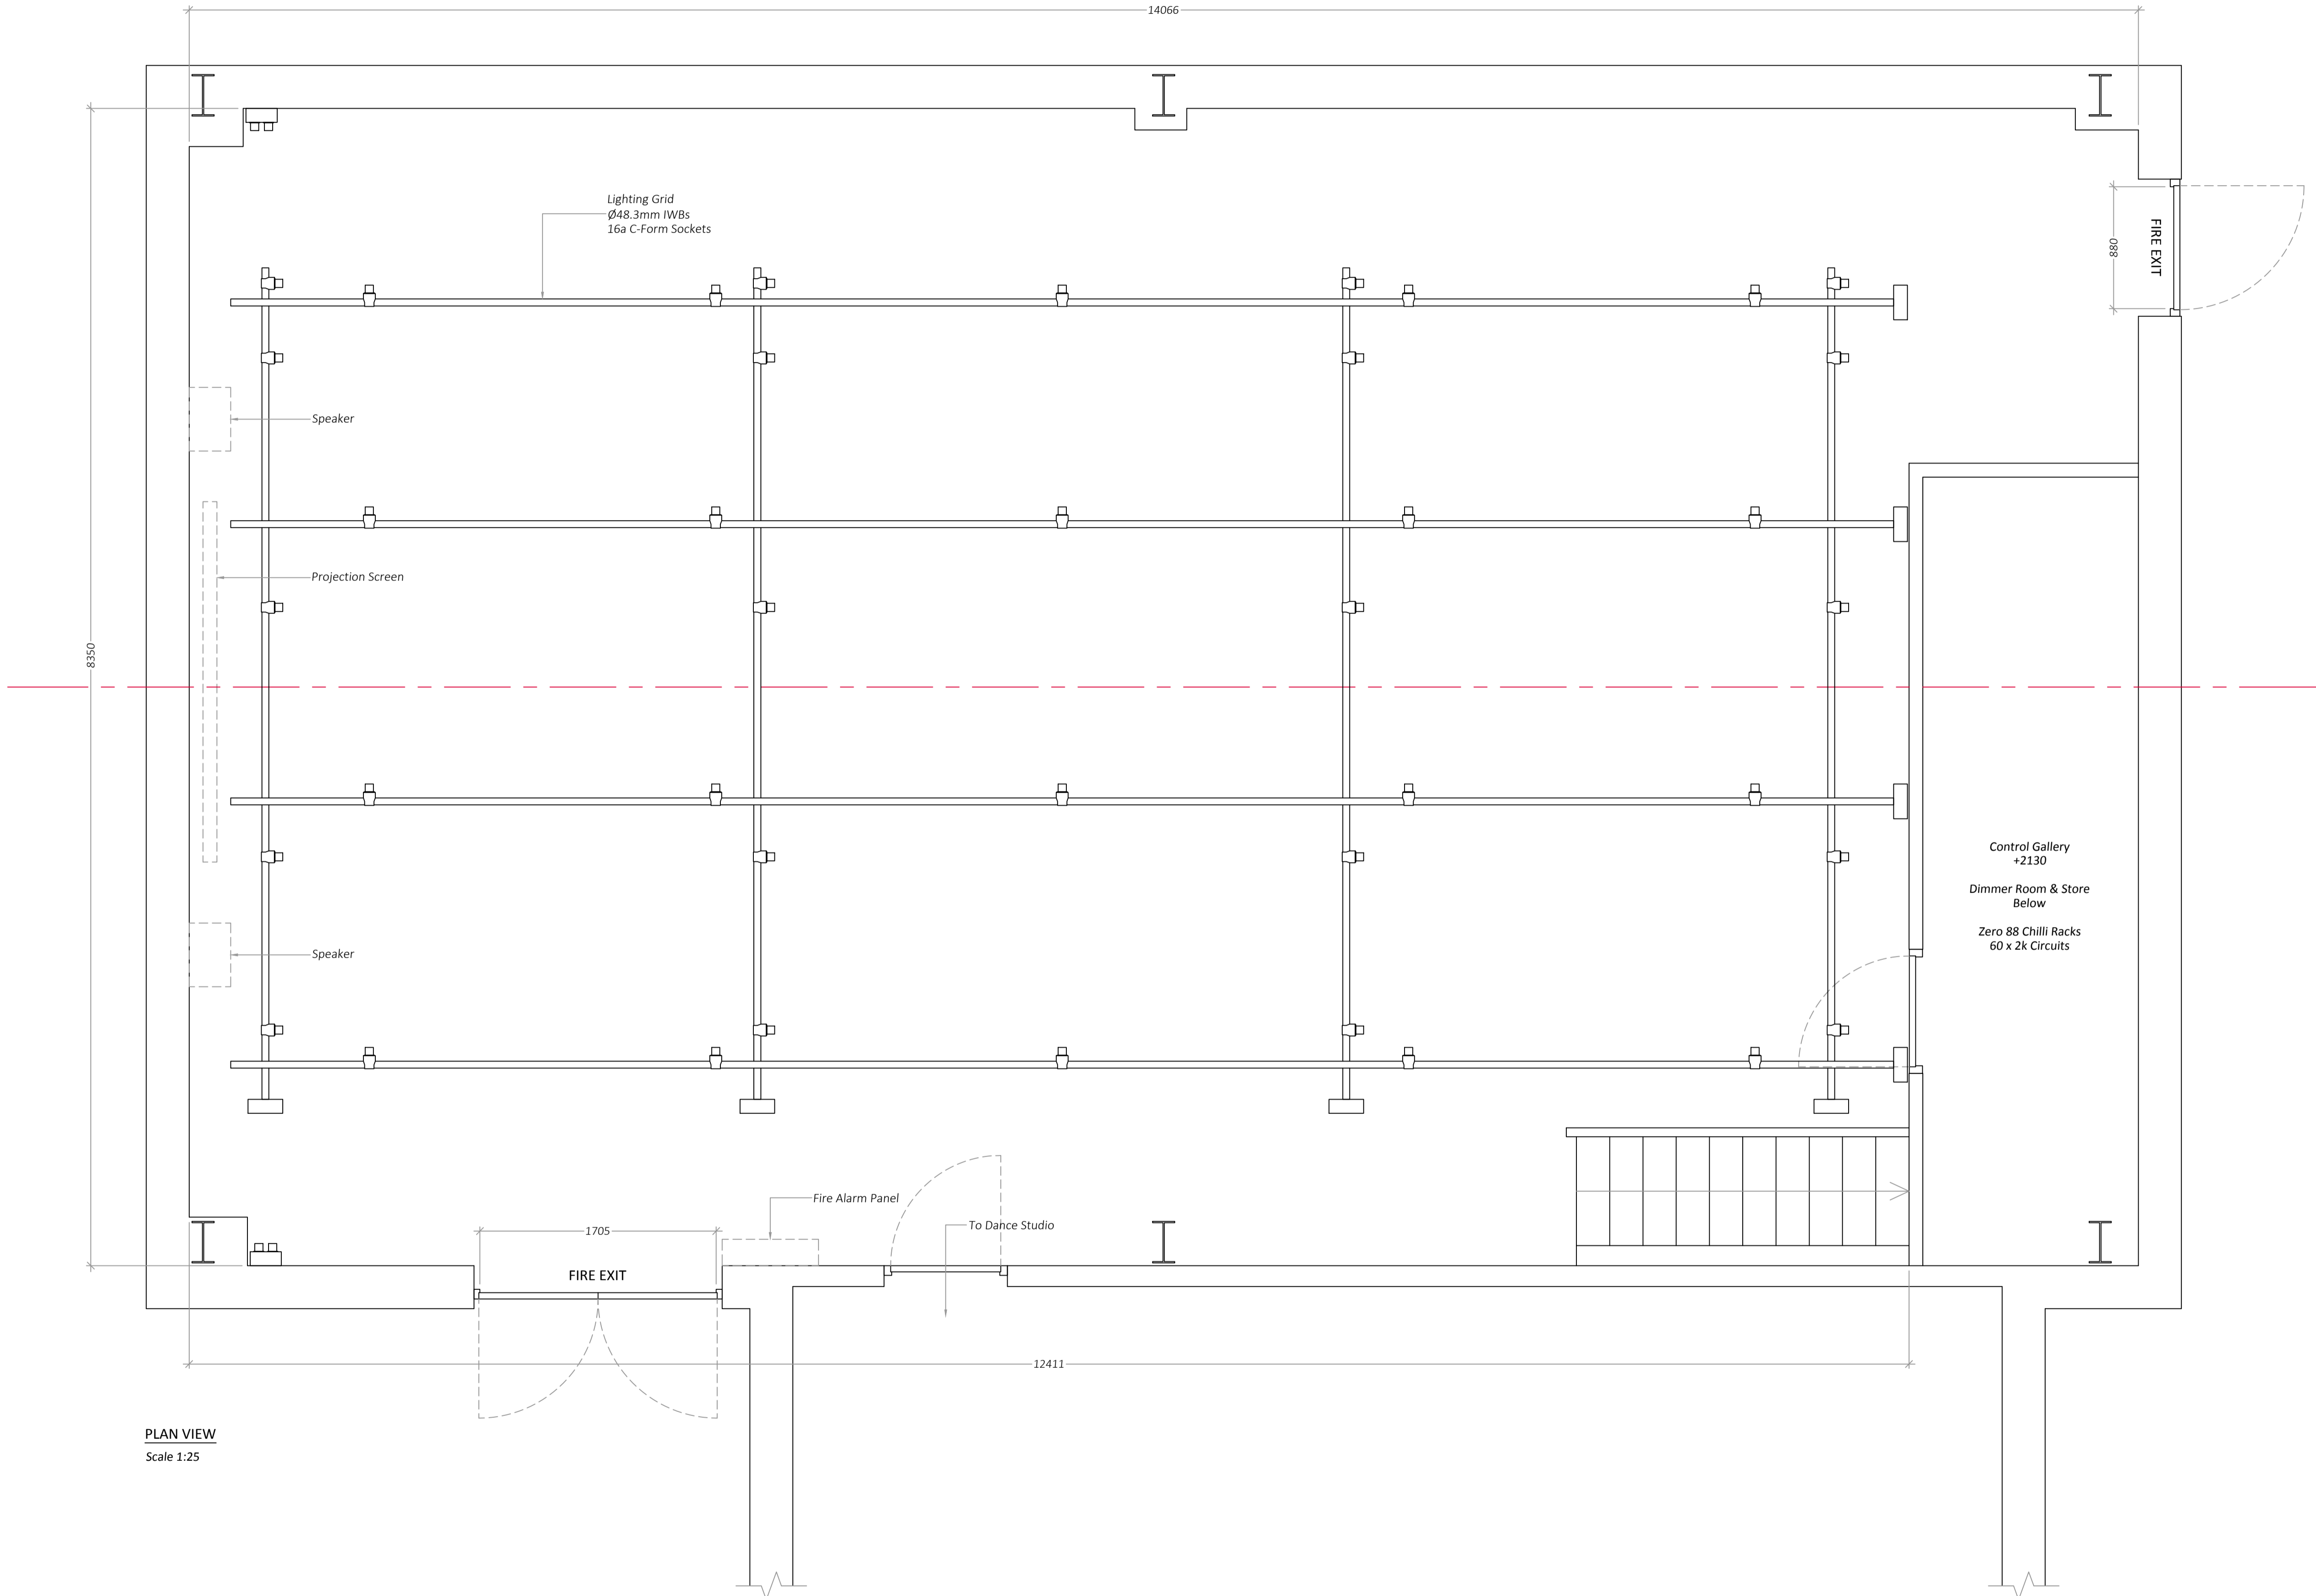 14066
Lighting Grid
Ø48.3mm IWBs
16a C-Form Sockets
880
FIRE EXIT
Speaker
Projection Screen
8350
Control Gallery
+2130
Dimmer Room & Store
Below
Zero 88 Chilli Racks
60 x 2k Circuits
Speaker
Fire Alarm Panel
To Dance Studio
1705
FIRE EXIT
12411
PLAN VIEW
Scale 1:25